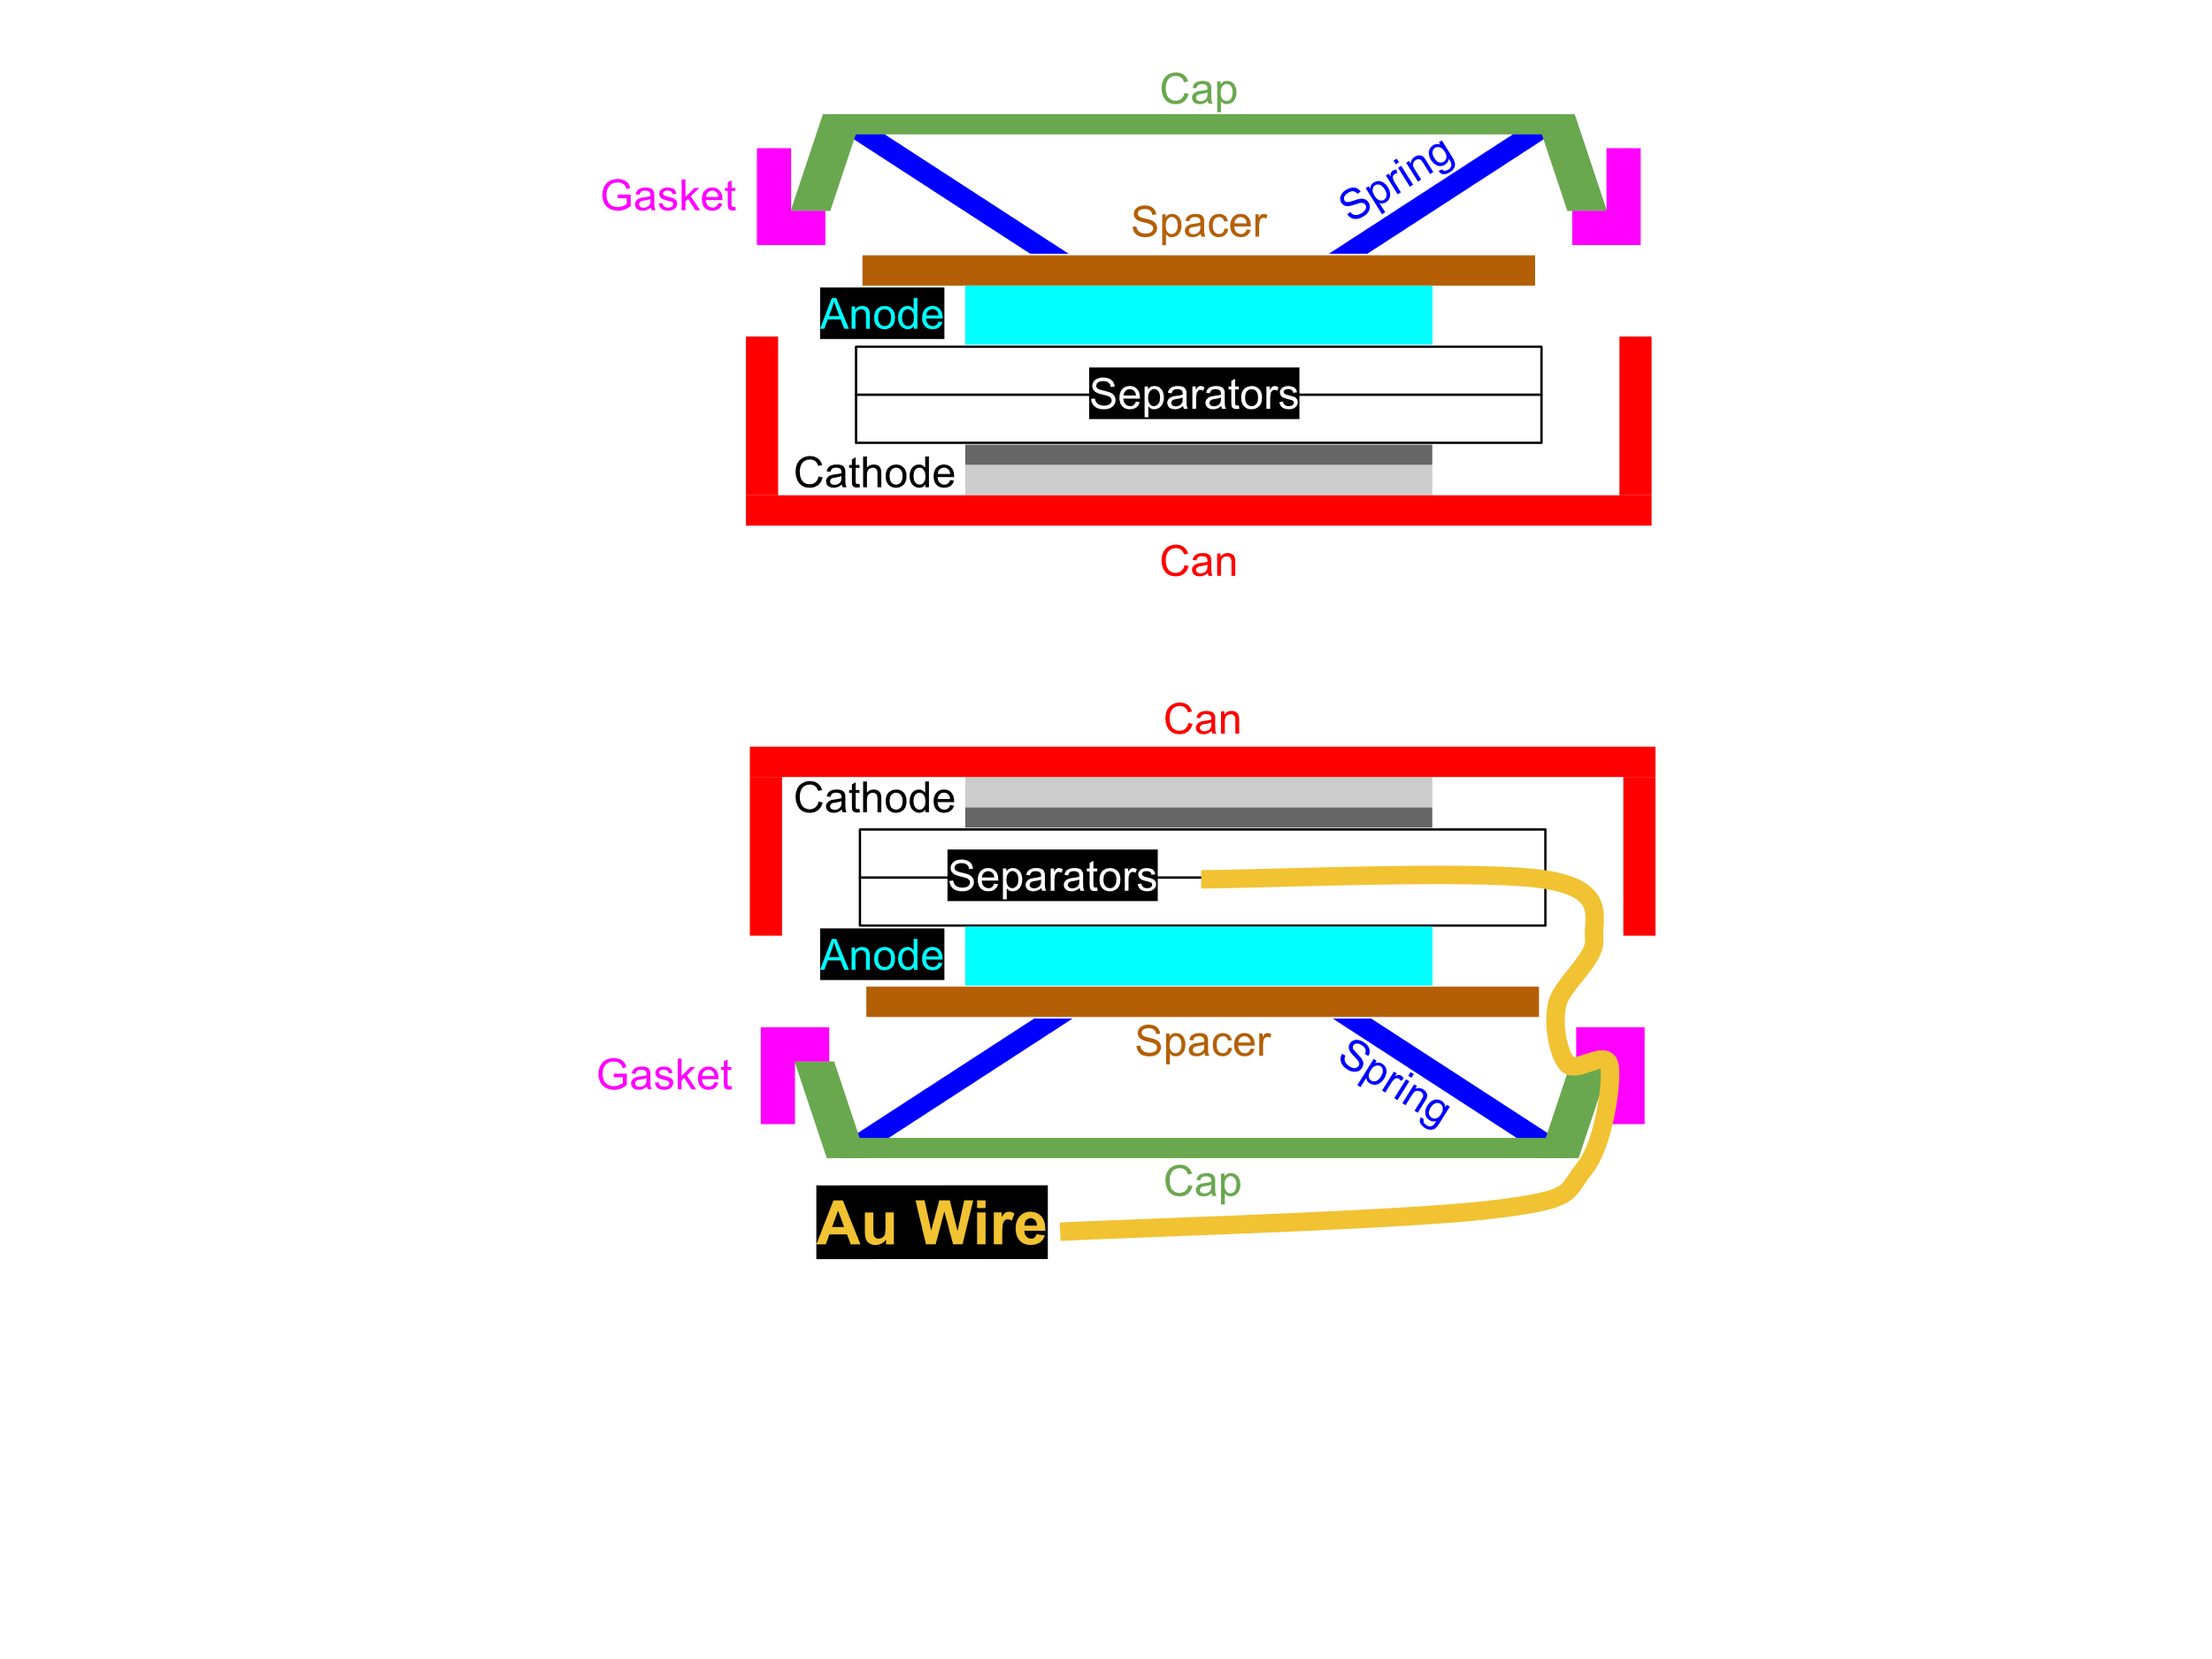 Cap
Gasket
Spring
Spacer
Anode
Separators
Cathode
Can
Can
Cathode
Separators
Anode
Spacer
Spring
Gasket
Cap
Au Wire